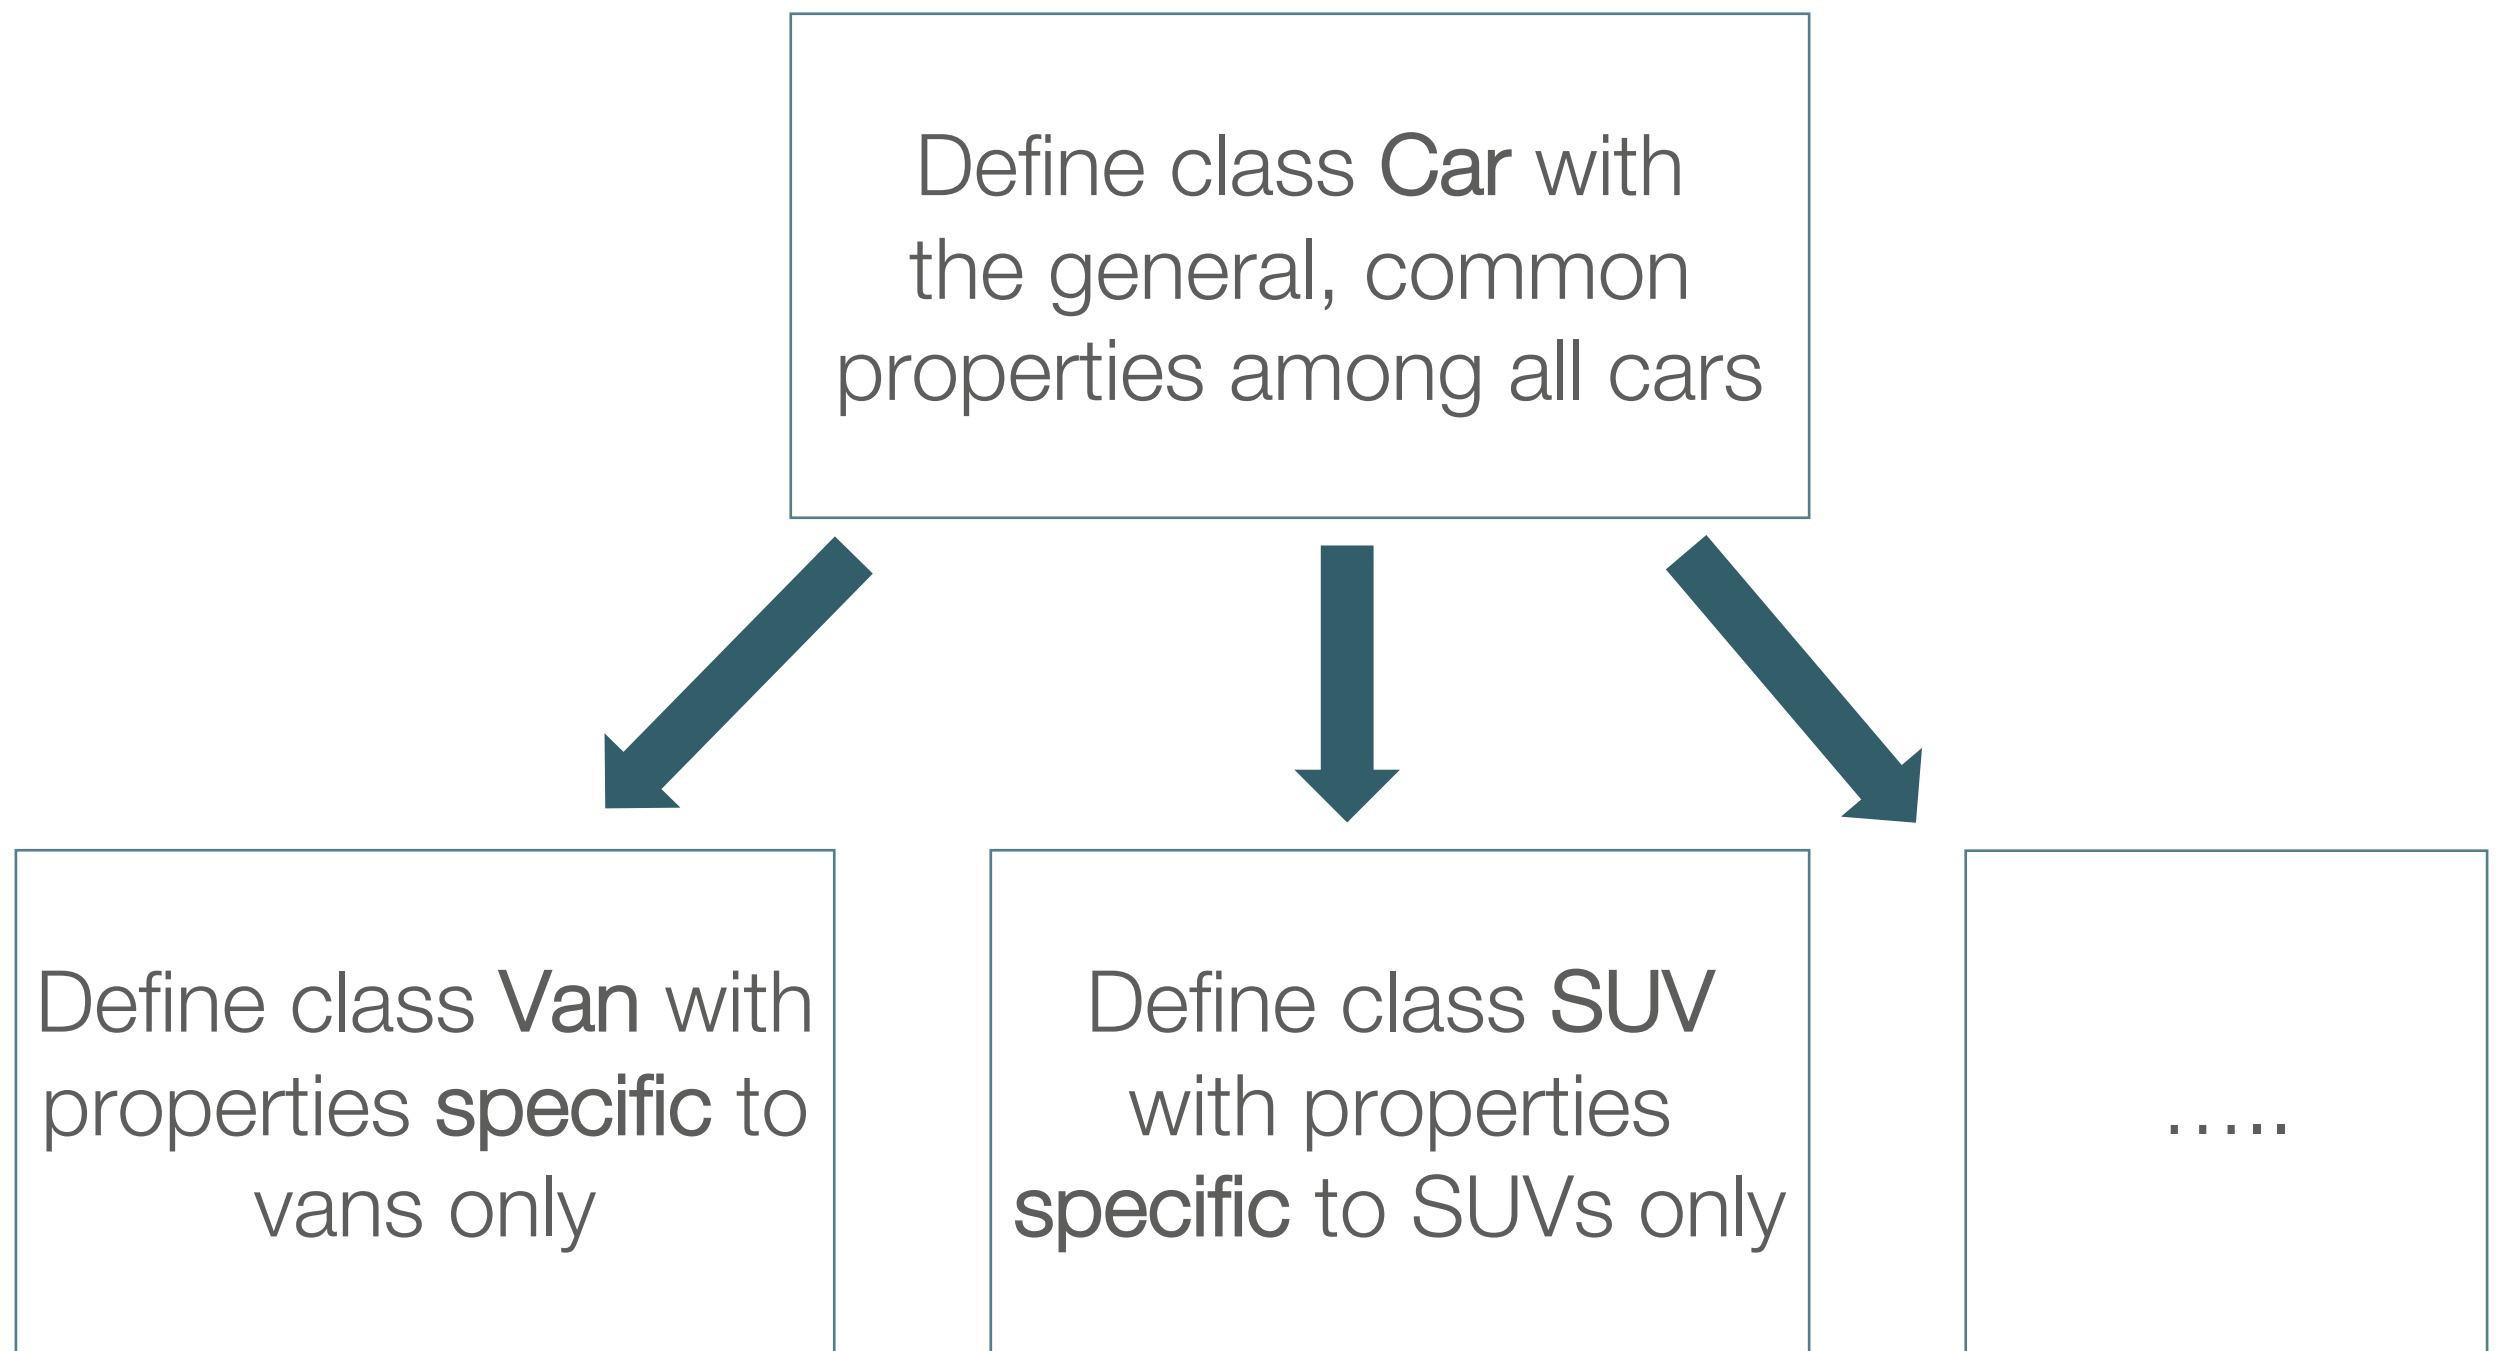 Define class Car with
the general, common
properties among all cars
Define class Van with
properties specific to
vans only
Define class SUV
with properties
specific to SUVs only
.....